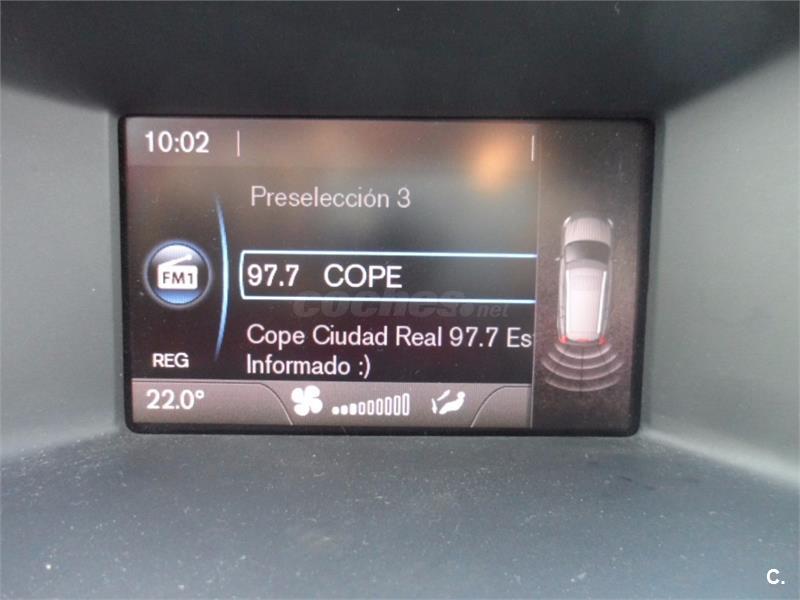 10:02
Preselección 3
FM1
97.7 COPE
coches.net
Cope Ciudad Real 97.7 Es
Informado :)
REG
22.0°
C.